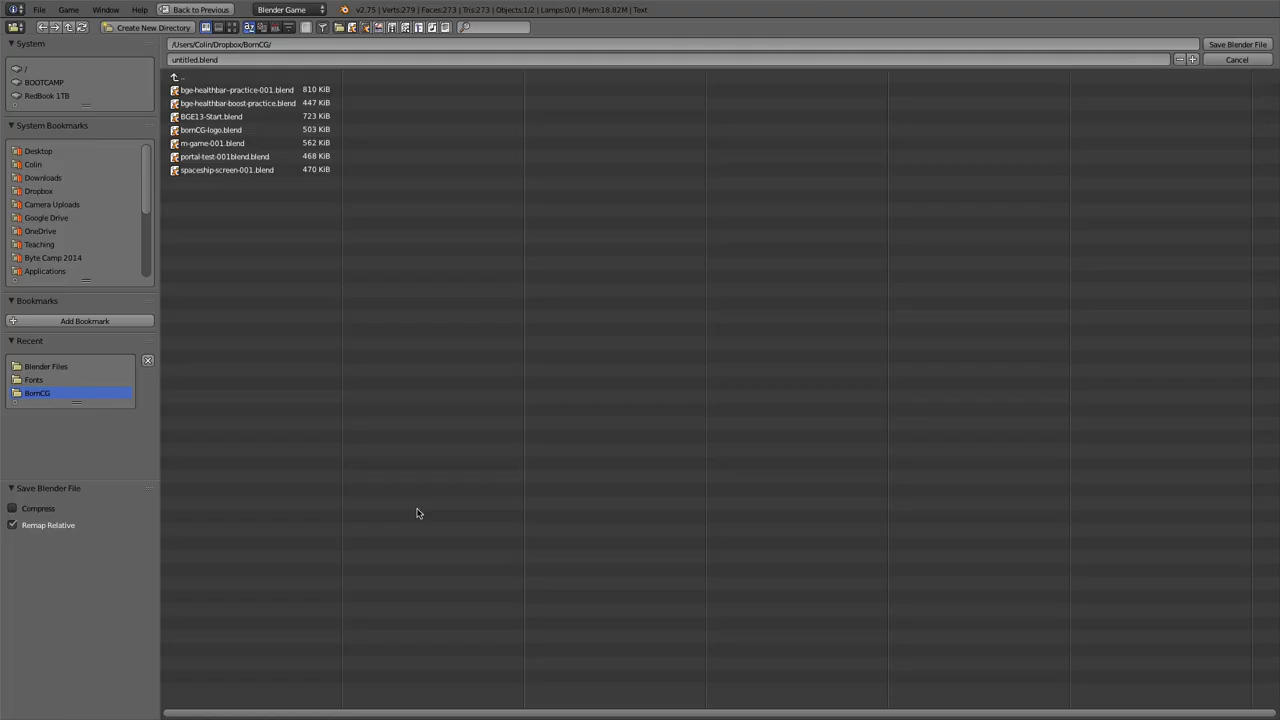 File Game Window Help Back to Previous Blender Game v2.75 | Verts:279 | Faces:273 | Tris:273 | Objects:1/2 | Lamps:0/0 | Mem:18.82M | Text
Create New Directory
System
/Users/Colin/Dropbox/BornCG/ Save Blender File
untitled.blend Cancel
/
BOOTCAMP
RedBook 1TB
..
bge-healthbar--practice-001.blend 810 KiB
bge-healthbar-boost-practice.blend 447 KiB
BGE13-Start.blend 723 KiB
bornCG-logo.blend 503 KiB
m-game-001.blend 562 KiB
portal-test-001blend.blend 468 KiB
spaceship-screen-001.blend 470 KiB
System Bookmarks
Desktop
Colin
Downloads
Dropbox
Camera Uploads
Google Drive
OneDrive
Teaching
Byte Camp 2014
Applications
Bookmarks
Add Bookmark
Recent
Blender Files
Fonts
BornCG
Save Blender File
Compress
Remap Relative